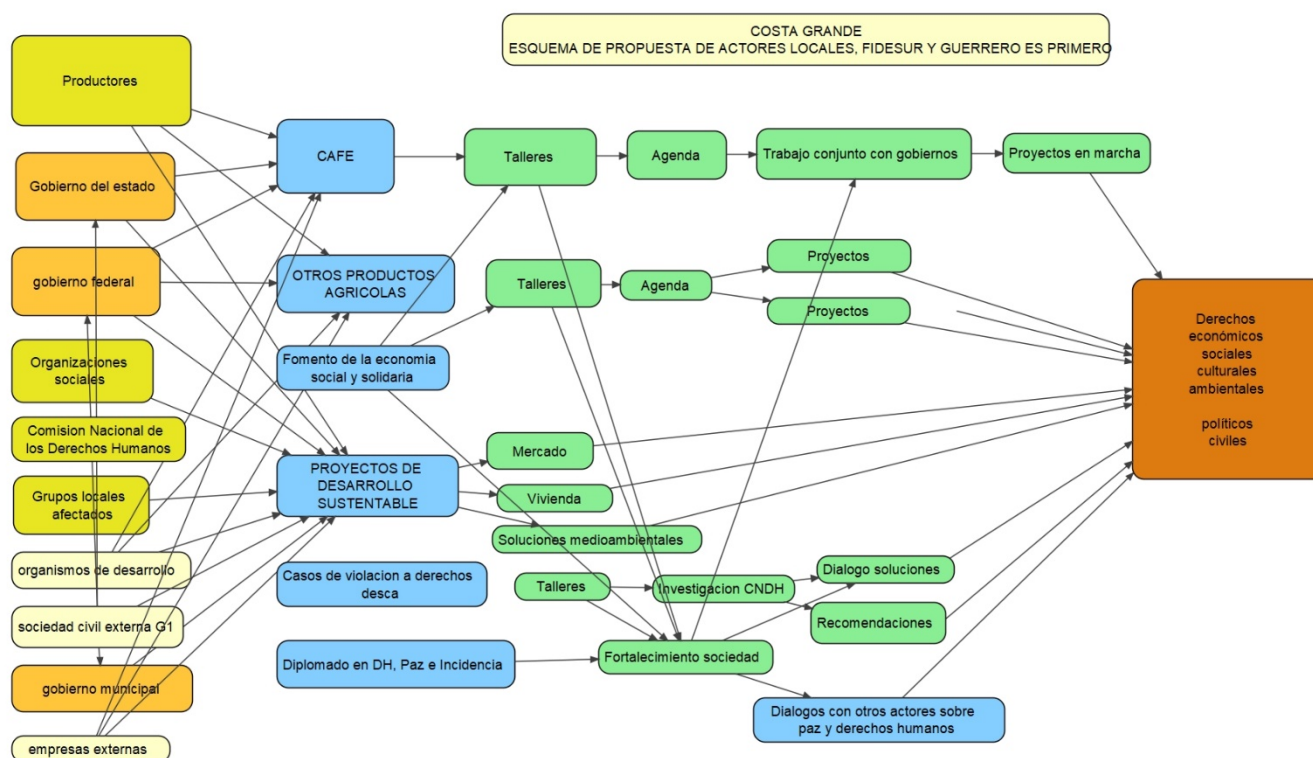 COSTA GRANDE
ESQUEMA DE PROPUESTA DE ACTORES LOCALES, FIDESUR Y GUERRERO ES PRIMERO
Productores
Gobierno del estado
gobierno federal
Organizaciones
sociales
Comision Nacional de
los Derechos Humanos
Grupos locales
afectados
organismos de desarrollo
sociedad civil externa G1
gobierno municipal
empresas externas
CAFE
OTROS PRODUCTOS
AGRICOLAS
Fomento de la economia
social y solidaria
PROYECTOS DE
DESARROLLO
SUSTENTABLE
Casos de violacion a derechos
desca
Diplomado en DH, Paz e Incidencia
Talleres
Agenda
Trabajo conjunto con gobiernos
Proyectos en marcha
Talleres
Agenda
Proyectos
Proyectos
Mercado
Vivienda
Soluciones medioambientales
Talleres
Investigacion CNDH
Dialogo soluciones
Recomendaciones
Fortalecimiento sociedad
Dialogos con otros actores sobre
paz y derechos humanos
Derechos
económicos
sociales
culturales
ambientales
políticos
civiles